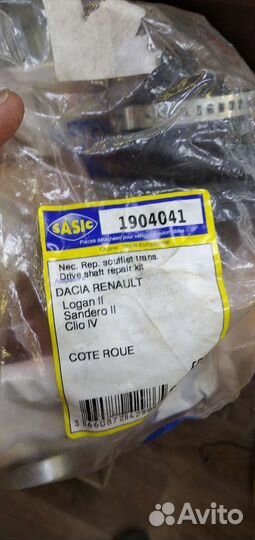 SASIC
1904041
Pièces détachées pour véhicules automobiles
Nec. Rep. soufflet trans.
Drive shaft repair kit
DACIA RENAULT
Logan II
Sandero II
Clio IV
COTE ROUE
Avito